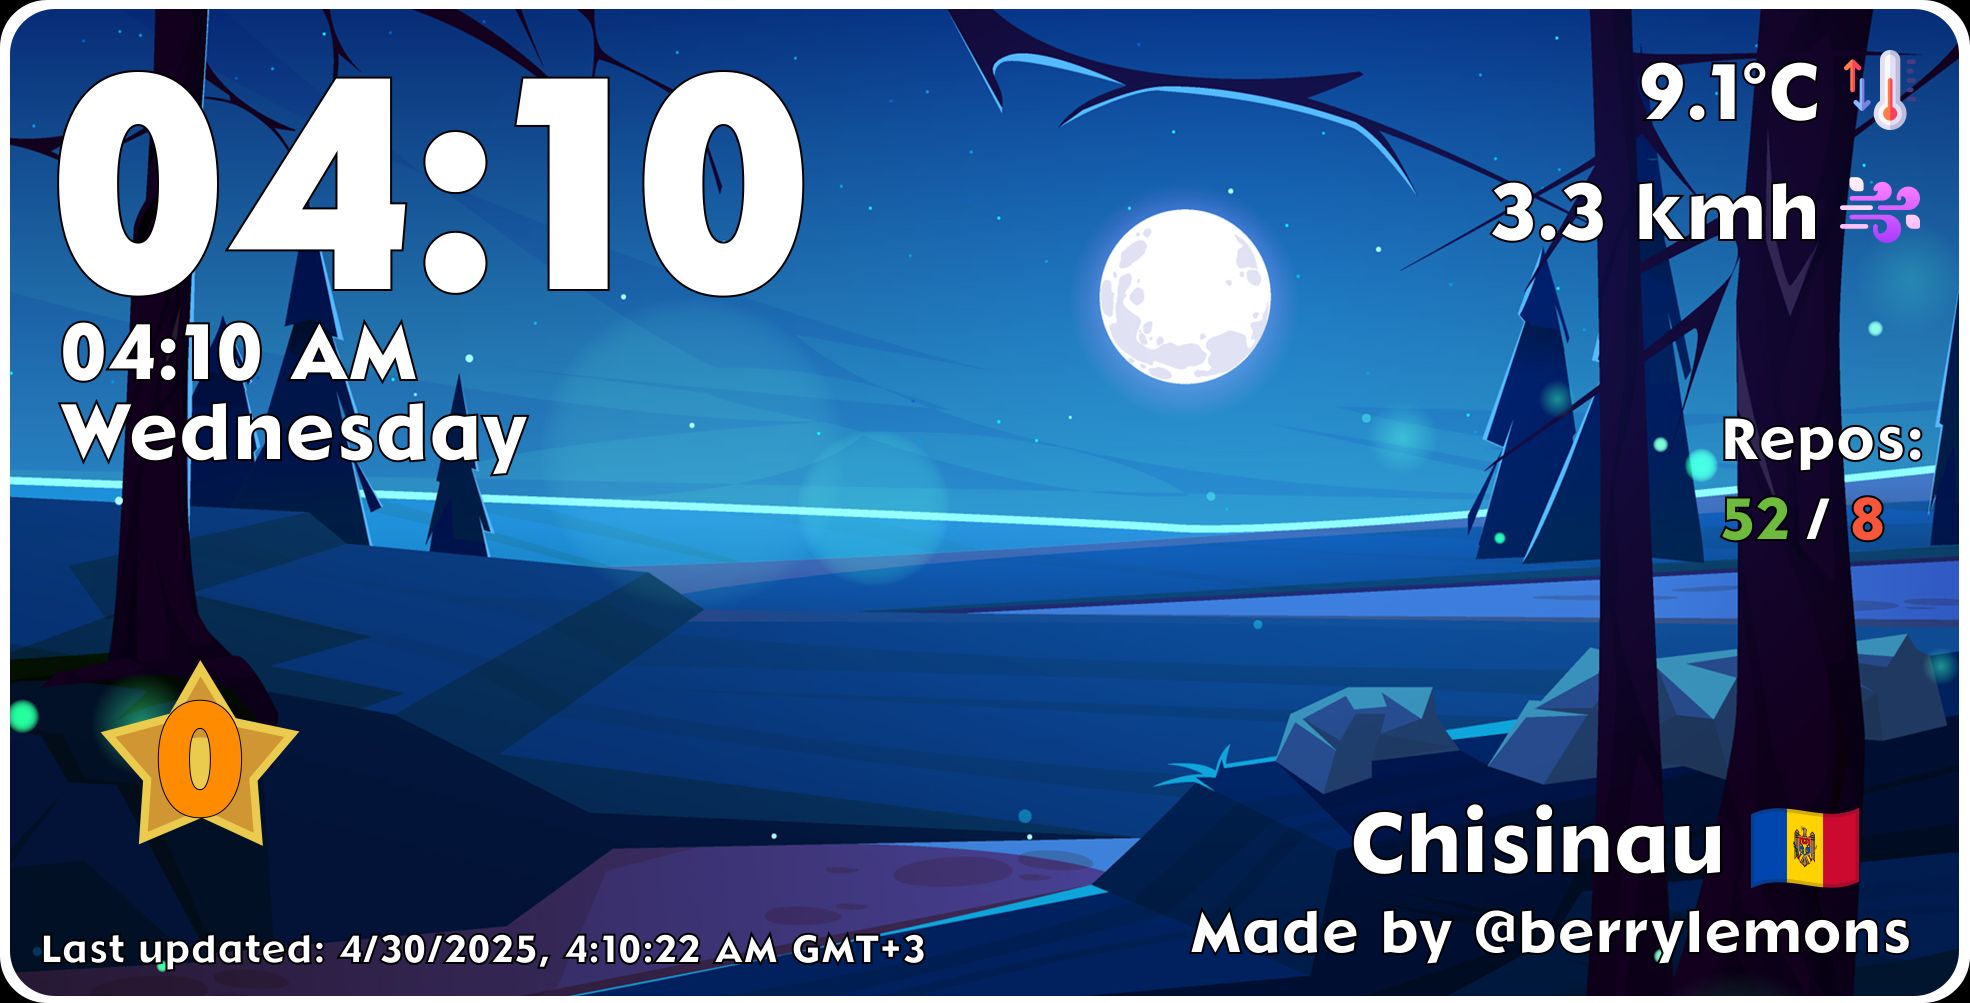 04:10
04:10 AM
Wednesday
9.1°C
3.3 kmh
Repos:
52 / 8
0
Chisinau
Made by @berrylemons
Last updated: 4/30/2025, 4:10:22 AM GMT+3